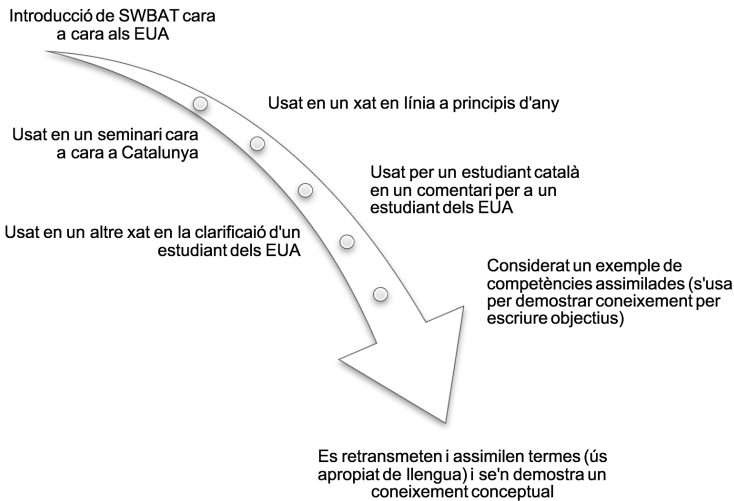 Introducció de SWBAT cara
a cara als EUA
Usat en un xat en línia a principis d'any
Usat en un seminari cara
a cara a Catalunya
Usat per un estudiant català
en un comentari per a un
estudiant dels EUA
Usat en un altre xat en la clarificaió d'un
estudiant dels EUA
Considerat un exemple de
competències assimilades (s'usa
per demostrar coneixement per
escriure objectius)
Es retransmeten i assimilen termes (ús
apropiat de llengua) i se'n demostra un
coneixement conceptual